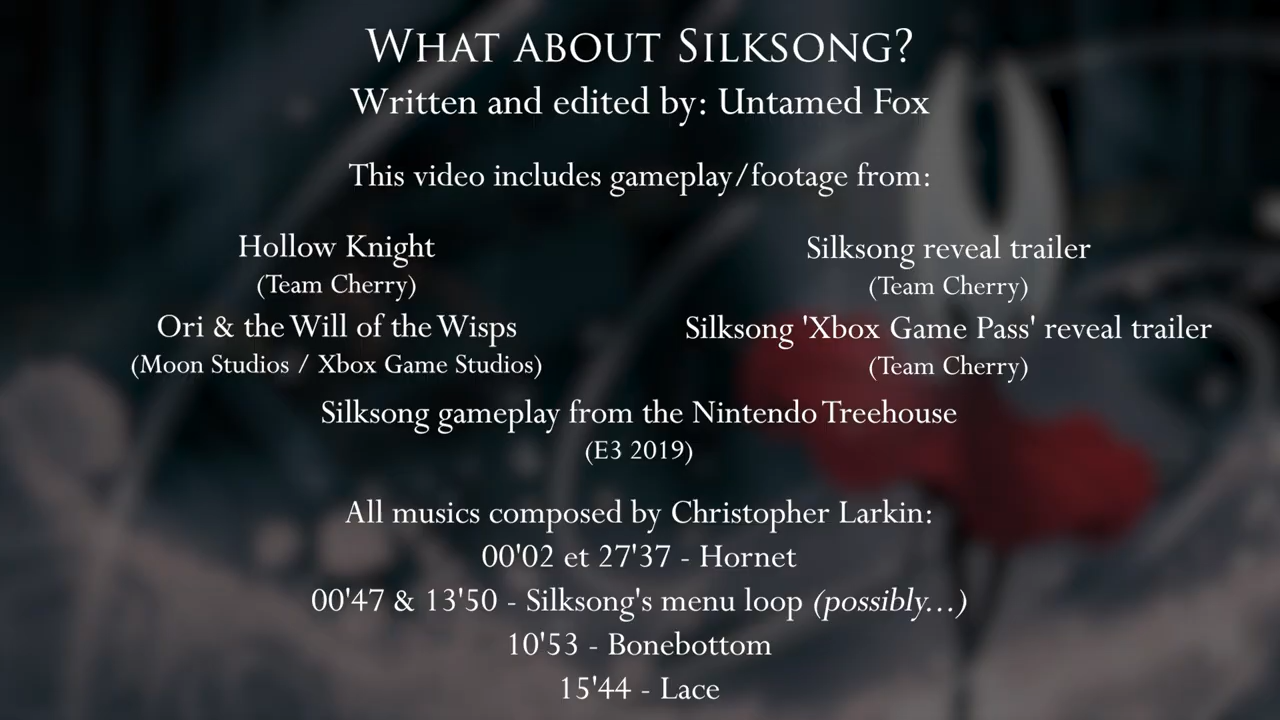 What about Silksong?
Written and edited by: Untamed Fox
This video includes gameplay/footage from:
Hollow Knight
(Team Cherry)
Ori & the Will of the Wisps
(Moon Studios / Xbox Game Studios)
Silksong reveal trailer
(Team Cherry)
Silksong 'Xbox Game Pass' reveal trailer
(Team Cherry)
Silksong gameplay from the Nintendo Treehouse
(E3 2019)
All musics composed by Christopher Larkin:
00'02 et 27'37 - Hornet
00'47 & 13'50 - Silksong's menu loop (possibly...)
10'53 - Bonebottom
15'44 - Lace